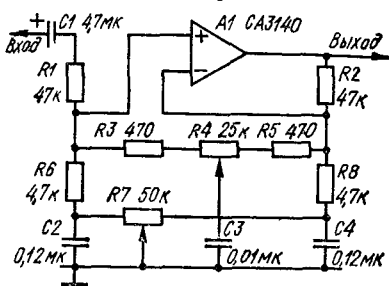 + C1 4,7мк
A1 CA3140
Вход
Выход
R1
47к
R2
47к
R3 470
R4 25к
R5 470
R6
4,7к
R7 50к
R8
4,7к
C2
0,12мк
C3
0,01мк
C4
0,12мк
+
−